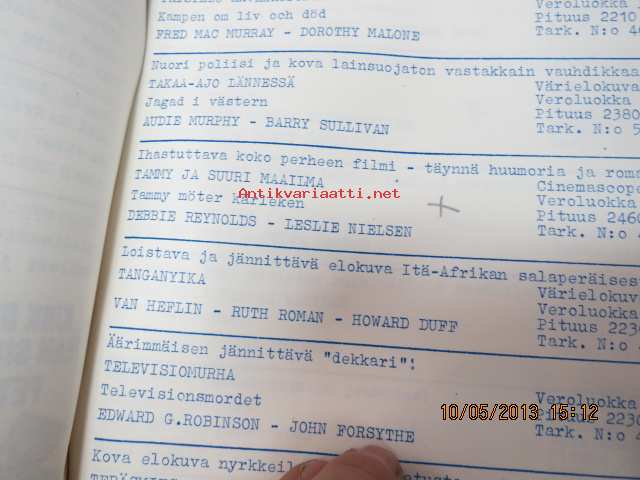 Kampen om liv och död
Pituus 2210
FRED MAC MURRAY - DOROTHY MALONE
Tark. N:o
Nuori poliisi ja kova lainsuojaton vastakkain vauhdikkaa
TAKAA-AJO LÄNNESSÄ
Värielokuva
Jagad i västern
Veroluokka
Pituus 2380
AUDIE MURPHY - BARRY SULLIVAN
Tark. N:o 5
Ihastuttava koko perheen filmi - täynnä huumoria ja roma
TAMMY JA SUURI MAAILMA
Cinemascope
Antikvariaatti.net
Tammy möter kärleken
Veroluokka
Pituus 2460
DEBBIE REYNOLDS - LESLIE NIELSEN
Tark. N:o 4
Loistava ja jännittävä elokuva Itä-Afrikan salaperäises
TANGANYIKA
Värielokuva
Veroluokka
VAN HEFLIN - RUTH ROMAN - HOWARD DUFF
Pituus 223
Tark. N:o
Äärimmäisen jännittävä "dekkari"!
TELEVISIOMURHA
Televisionsmordet
Veroluokka
10/05/2013 15:12
Pituus 2230
EDWARD G.ROBINSON - JOHN FORSYTHE
Tark. N:o 4
Kova elokuva